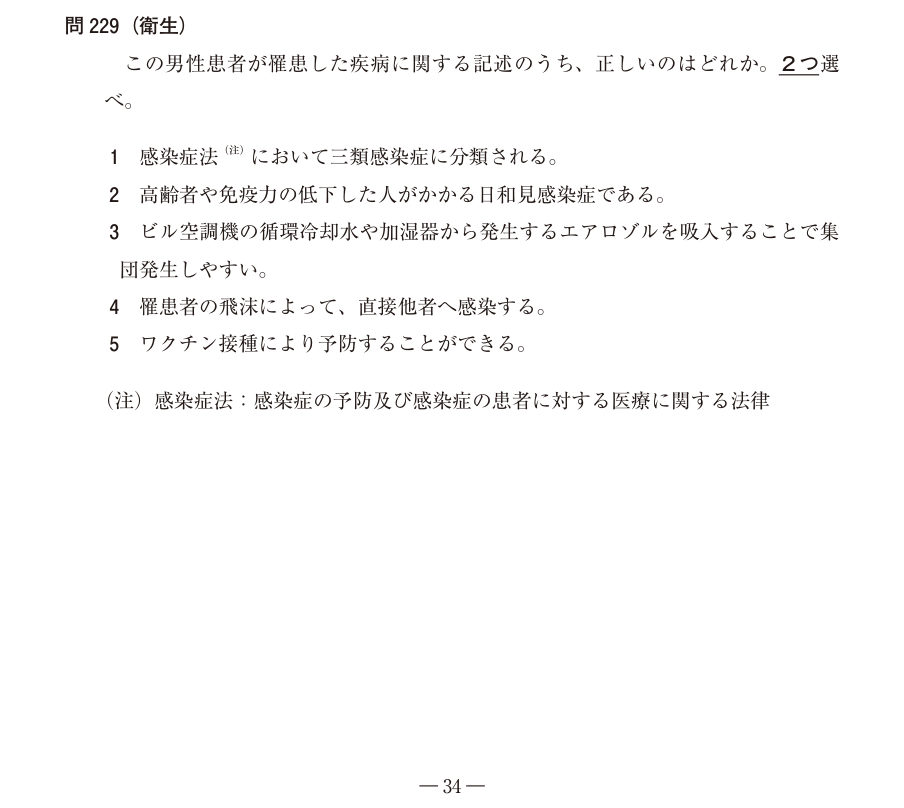 問 229（衛生）
この男性患者が罹患した疾病に関する記述のうち、正しいのはどれか。２つ選
べ。
1　感染症法（注）において三類感染症に分類される。
2　高齢者や免疫力の低下した人がかかる日和見感染症である。
3　ビル空調機の循環冷却水や加湿器から発生するエアロゾルを吸入することで集
団発生しやすい。
4　罹患者の飛沫によって、直接他者へ感染する。
5　ワクチン接種により予防することができる。
（注）感染症法：感染症の予防及び感染症の患者に対する医療に関する法律
― 34 ―